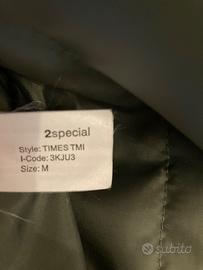 2special
Style: TIMES TMI
I-Code: 3KJU3
Size: M
subito